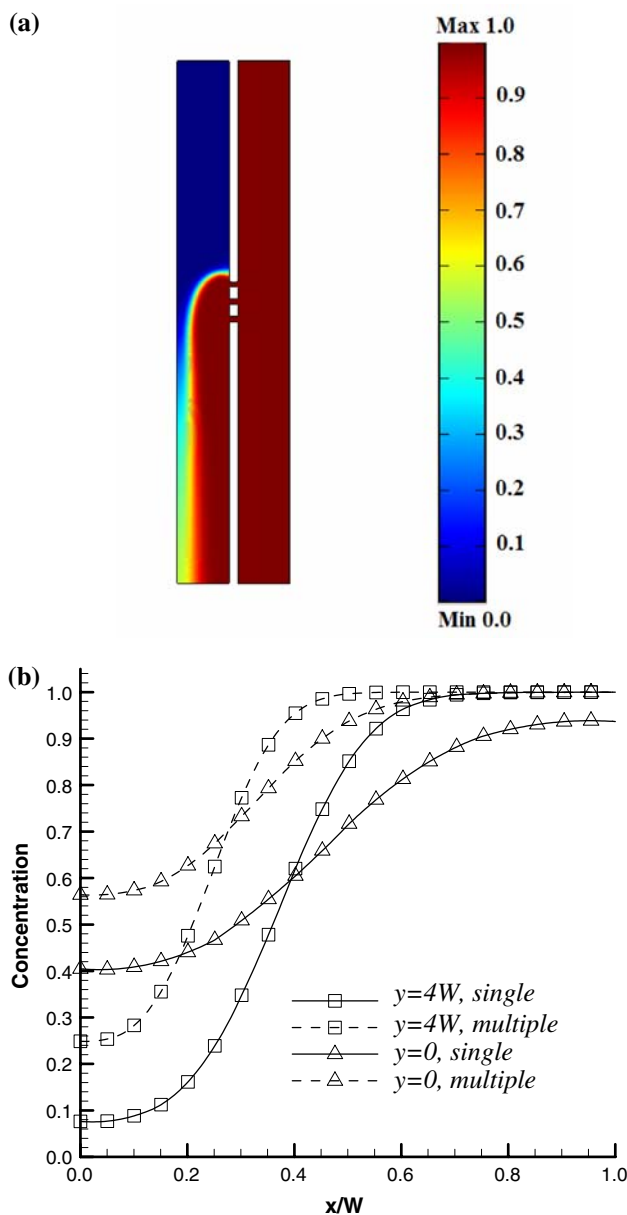 (a)
Max 1.0
0.9
0.8
0.7
0.6
0.5
0.4
0.3
0.2
0.1
Min 0.0
(b)
1.0
0.9
0.8
0.7
0.6
0.5
0.4
0.3
0.2
0.1
0.0
Concentration
y=4W, single
y=4W, multiple
y=0, single
y=0, multiple
0.0 0.2 0.4 0.6 0.8 1.0
x/W